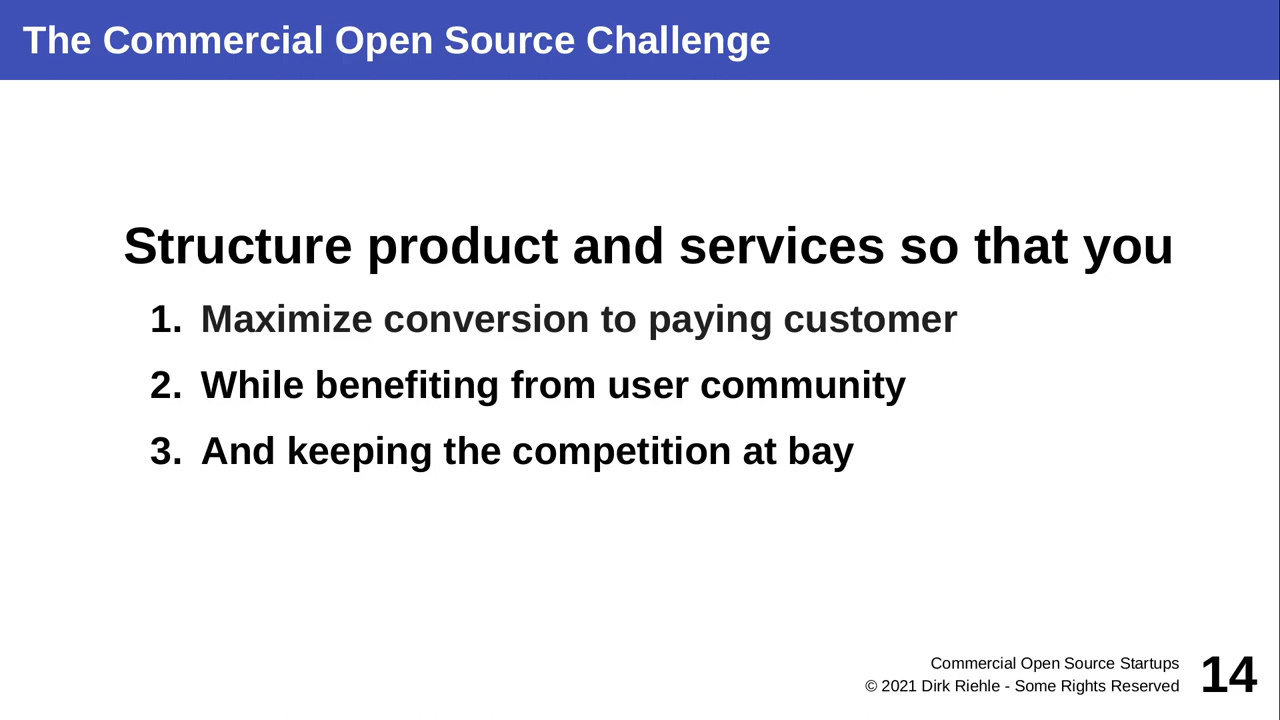 The Commercial Open Source Challenge
Structure product and services so that you
1. Maximize conversion to paying customer
2. While benefiting from user community
3. And keeping the competition at bay
Commercial Open Source Startups
© 2021 Dirk Riehle - Some Rights Reserved
14